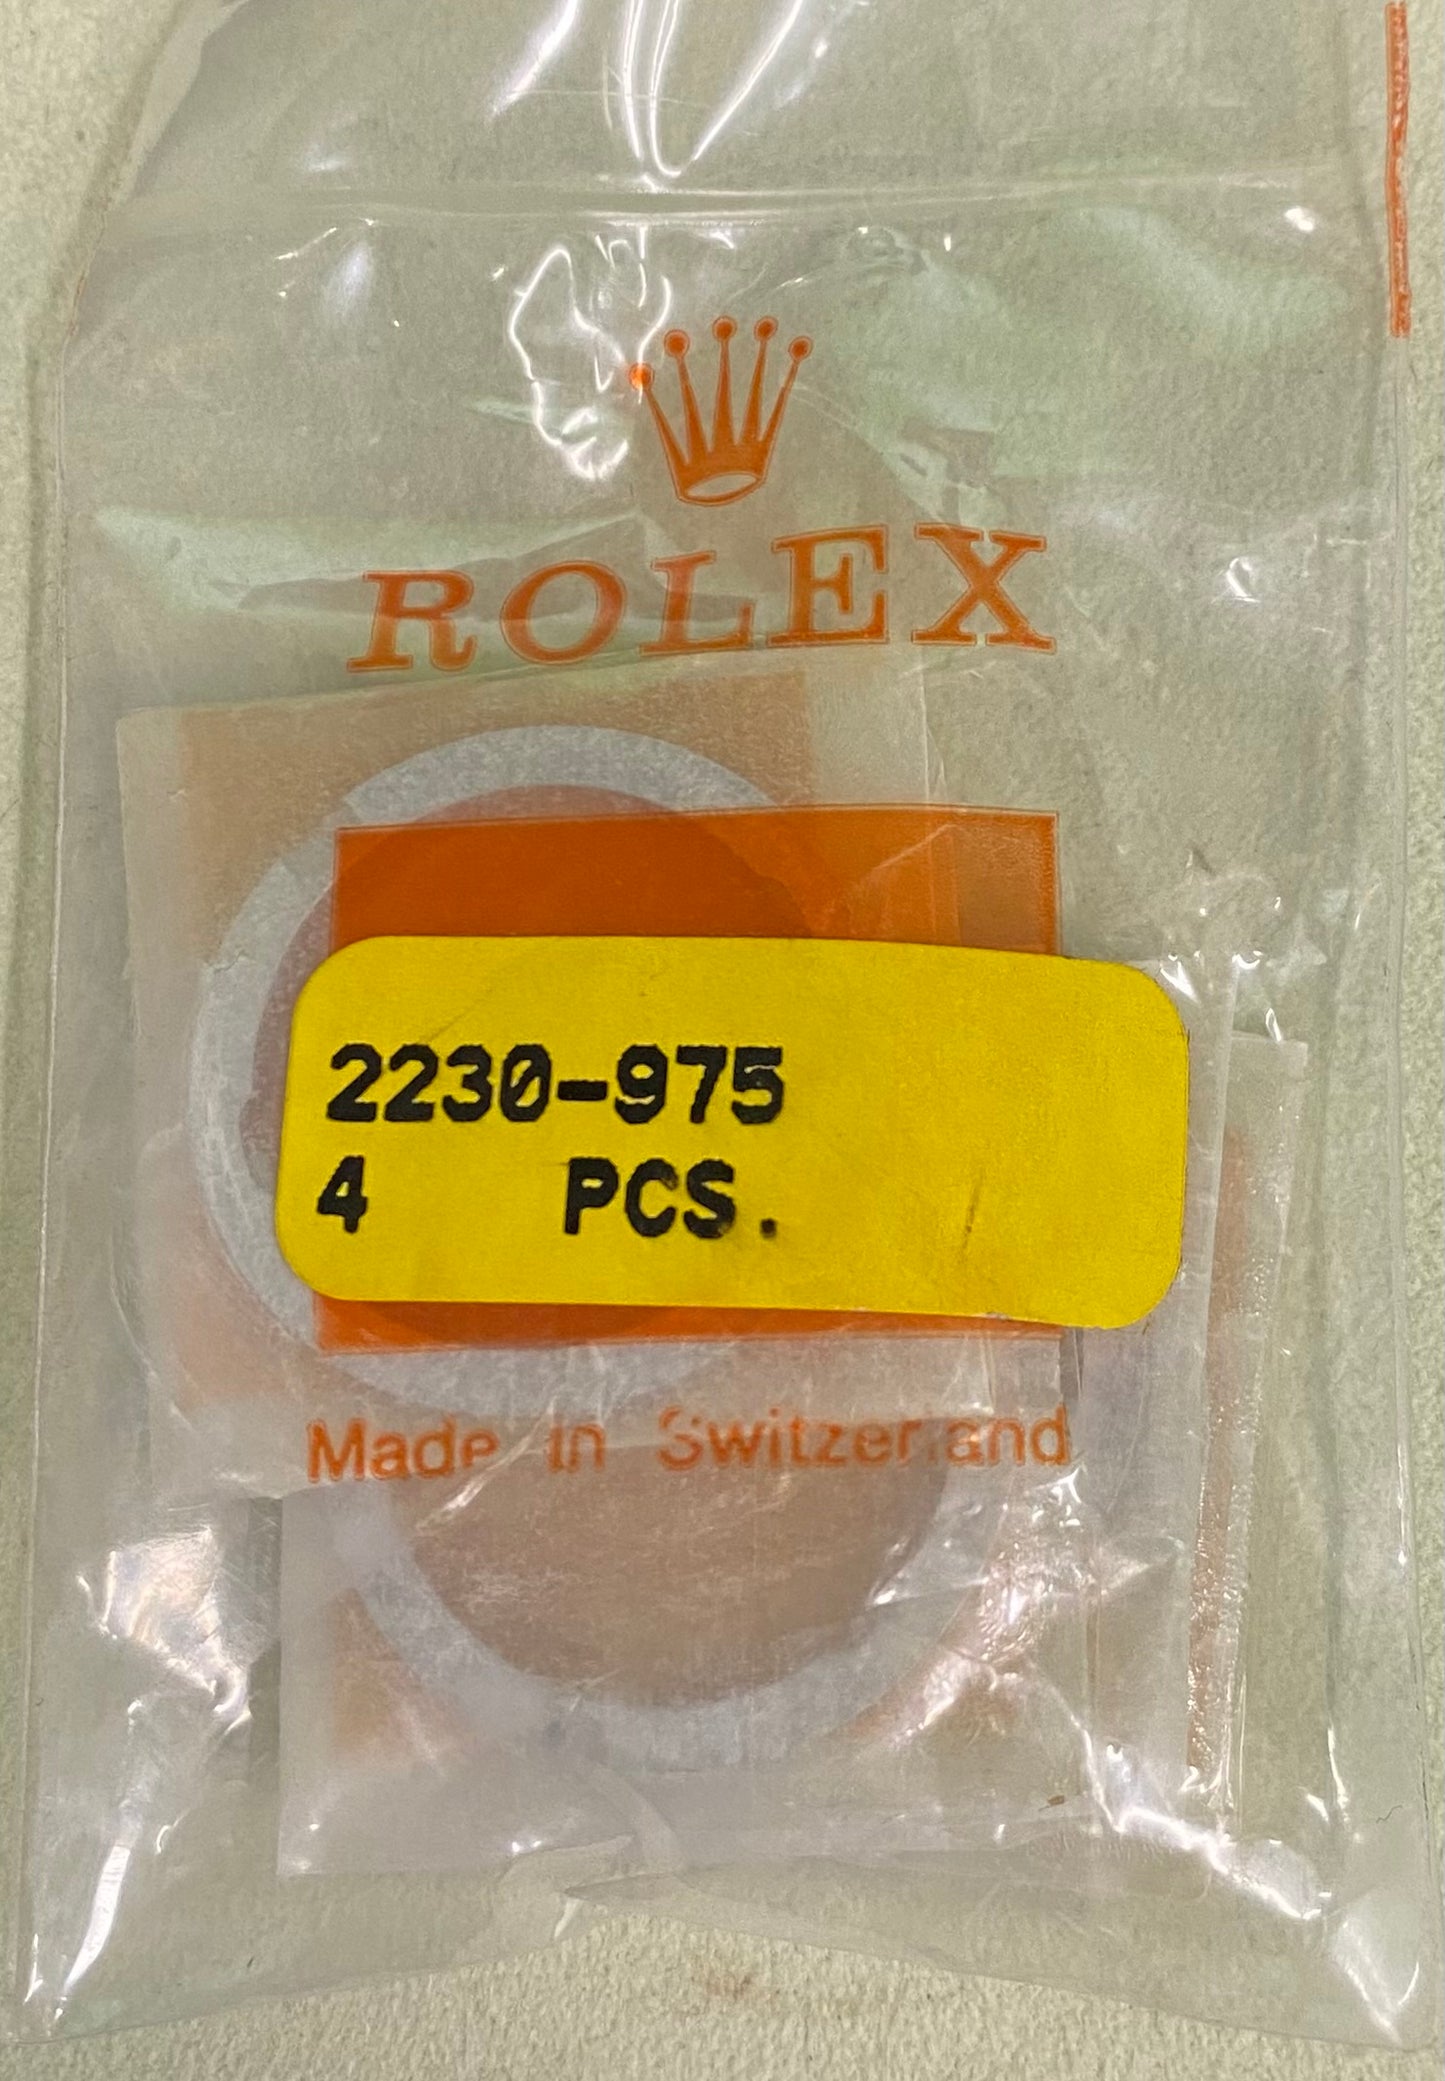 ROLEX
2230-975
4 PCS.
Made in Switzerland